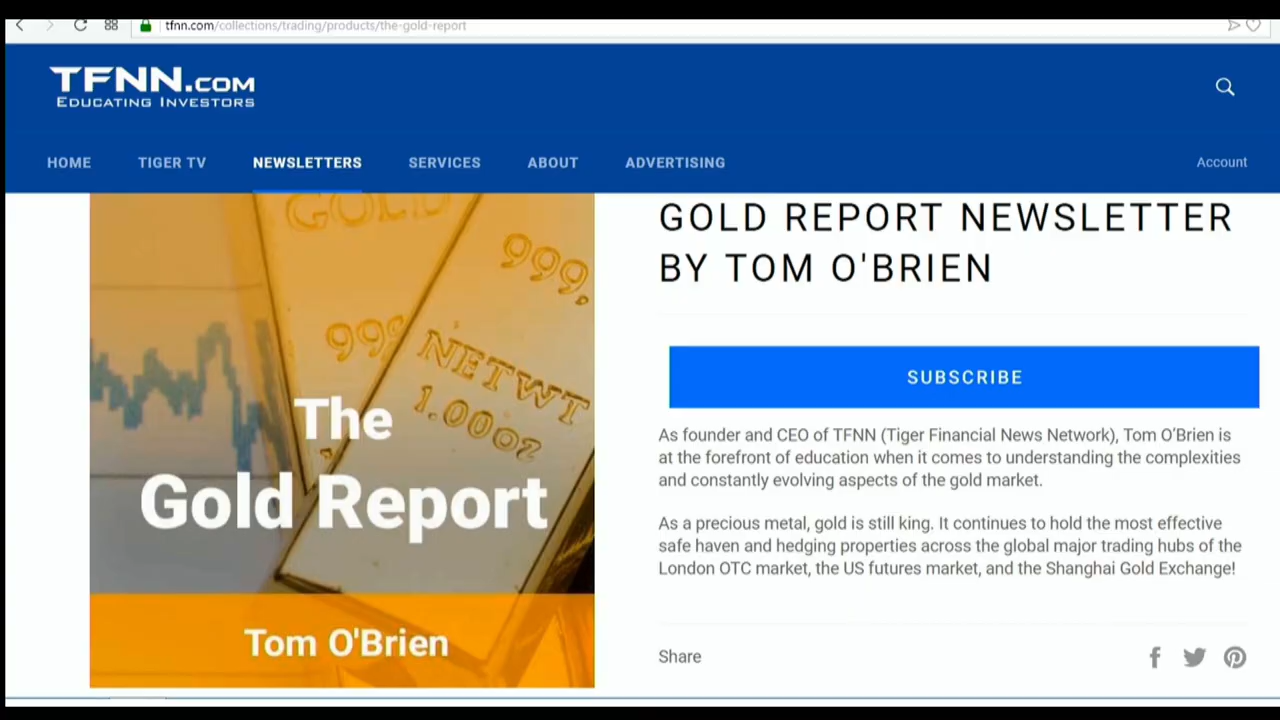 tfnn.com/collections/trading/products/the-gold-report
TFNN.COM
EDUCATING INVESTORS
HOME TIGER TV NEWSLETTERS SERVICES ABOUT ADVERTISING Account
GOLD
999,
999
NETWT
1.00oz
The
Gold Report
Tom O'Brien
GOLD REPORT NEWSLETTER
BY TOM O'BRIEN
SUBSCRIBE
As founder and CEO of TFNN (Tiger Financial News Network), Tom O’Brien is
at the forefront of education when it comes to understanding the complexities
and constantly evolving aspects of the gold market.
As a precious metal, gold is still king. It continues to hold the most effective
safe haven and hedging properties across the global major trading hubs of the
London OTC market, the US futures market, and the Shanghai Gold Exchange!
Share